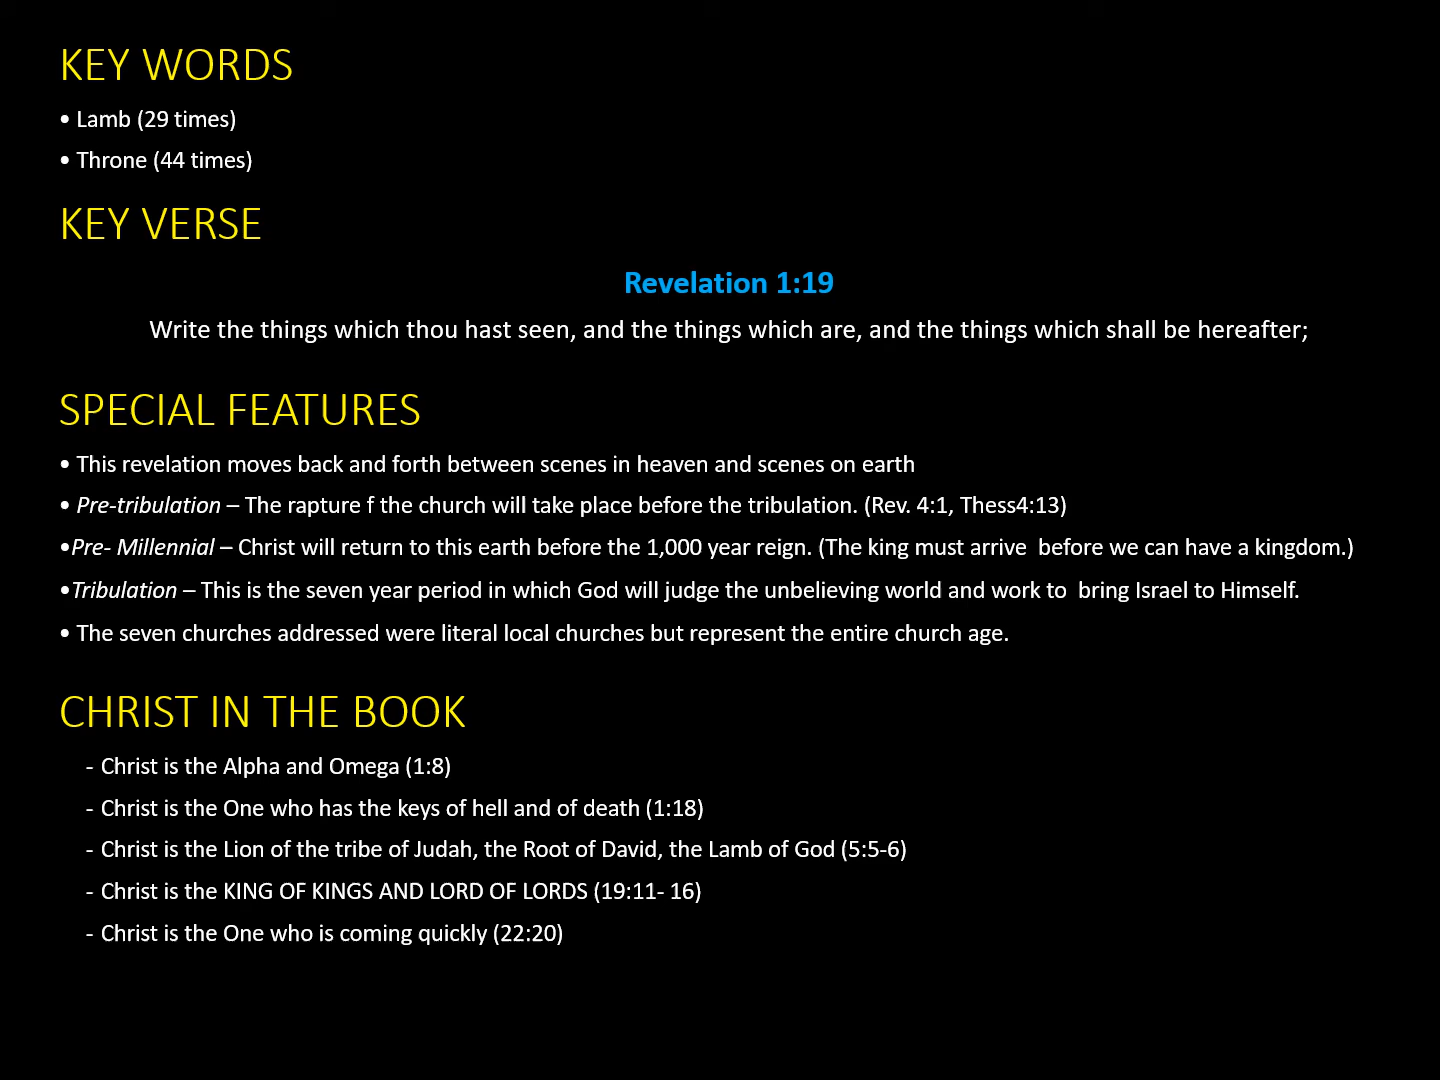 KEY WORDS
• Lamb (29 times)
• Throne (44 times)
KEY VERSE
Revelation 1:19
Write the things which thou hast seen, and the things which are, and the things which shall be hereafter;
SPECIAL FEATURES
• This revelation moves back and forth between scenes in heaven and scenes on earth
• Pre-tribulation – The rapture f the church will take place before the tribulation. (Rev. 4:1, Thess4:13)
•Pre- Millennial – Christ will return to this earth before the 1,000 year reign. (The king must arrive  before we can have a kingdom.)
•Tribulation – This is the seven year period in which God will judge the unbelieving world and work to  bring Israel to Himself.
• The seven churches addressed were literal local churches but represent the entire church age.
CHRIST IN THE BOOK
- Christ is the Alpha and Omega (1:8)
- Christ is the One who has the keys of hell and of death (1:18)
- Christ is the Lion of the tribe of Judah, the Root of David, the Lamb of God (5:5-6)
- Christ is the KING OF KINGS AND LORD OF LORDS (19:11- 16)
- Christ is the One who is coming quickly (22:20)